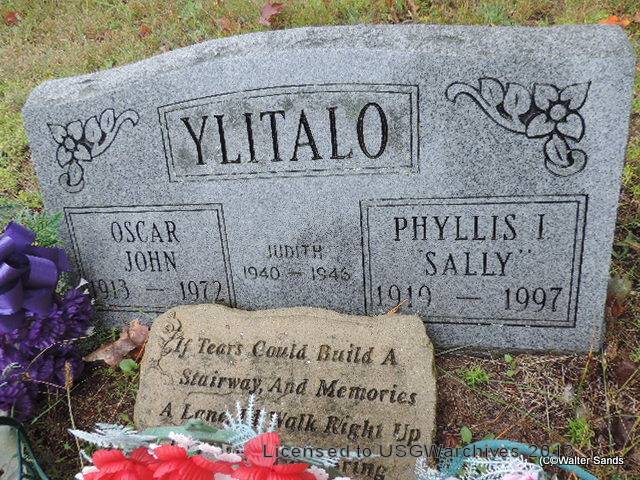 YLITALO
OSCAR
JOHN
1913 — 1972
JUDITH
1940 — 1946
PHYLLIS I.
"SALLY"
1919 — 1997
If Tears Could Build A
Stairway, And Memories
A Lane, I'd Walk Right Up
Licensed to USGWarchives
(C)©Walter Sands